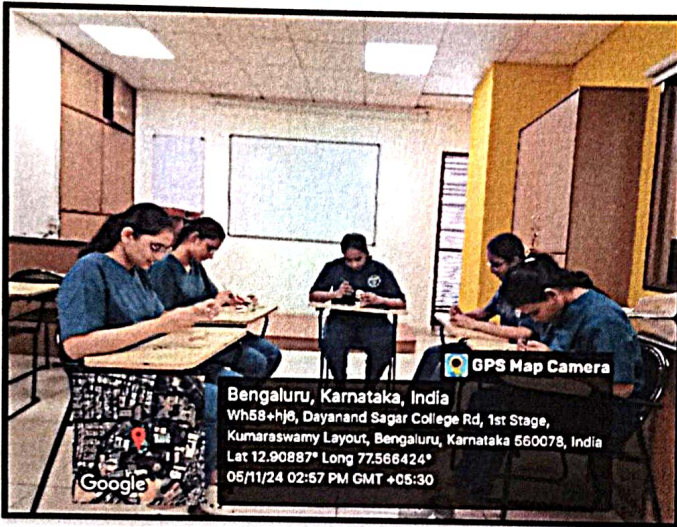 GPS Map Camera
Bengaluru, Karnataka, India
Wh58+hj6, Dayanand Sagar College Rd, 1st Stage,
Kumaraswamy Layout, Bengaluru, Karnataka 560078, India
Lat 12.90887° Long 77.566424°
05/11/24 02:57 PM GMT +05:30
Google